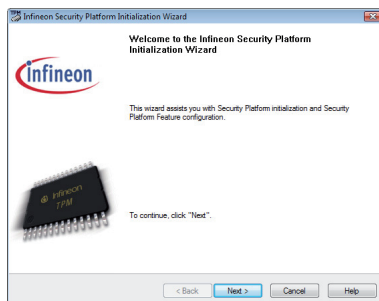 TPM
Infineon Security Platform Initialization Wizard
Welcome to the Infineon Security Platform
Initialization Wizard
infineon
This wizard assists you with Security Platform initialization and Security
Platform Feature configuration.
Infineon
TPM
To continue, click "Next".
< Back
Next >
Cancel
Help